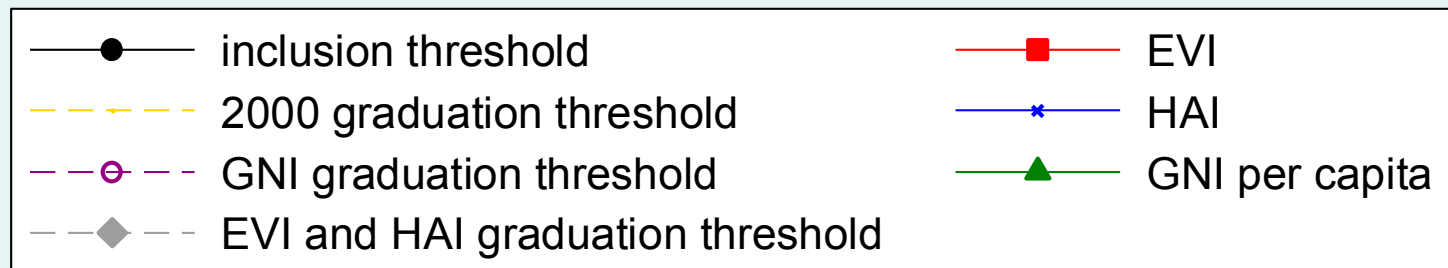 inclusion threshold
2000 graduation threshold
GNI graduation threshold
EVI and HAI graduation threshold
EVI
HAI
GNI per capita